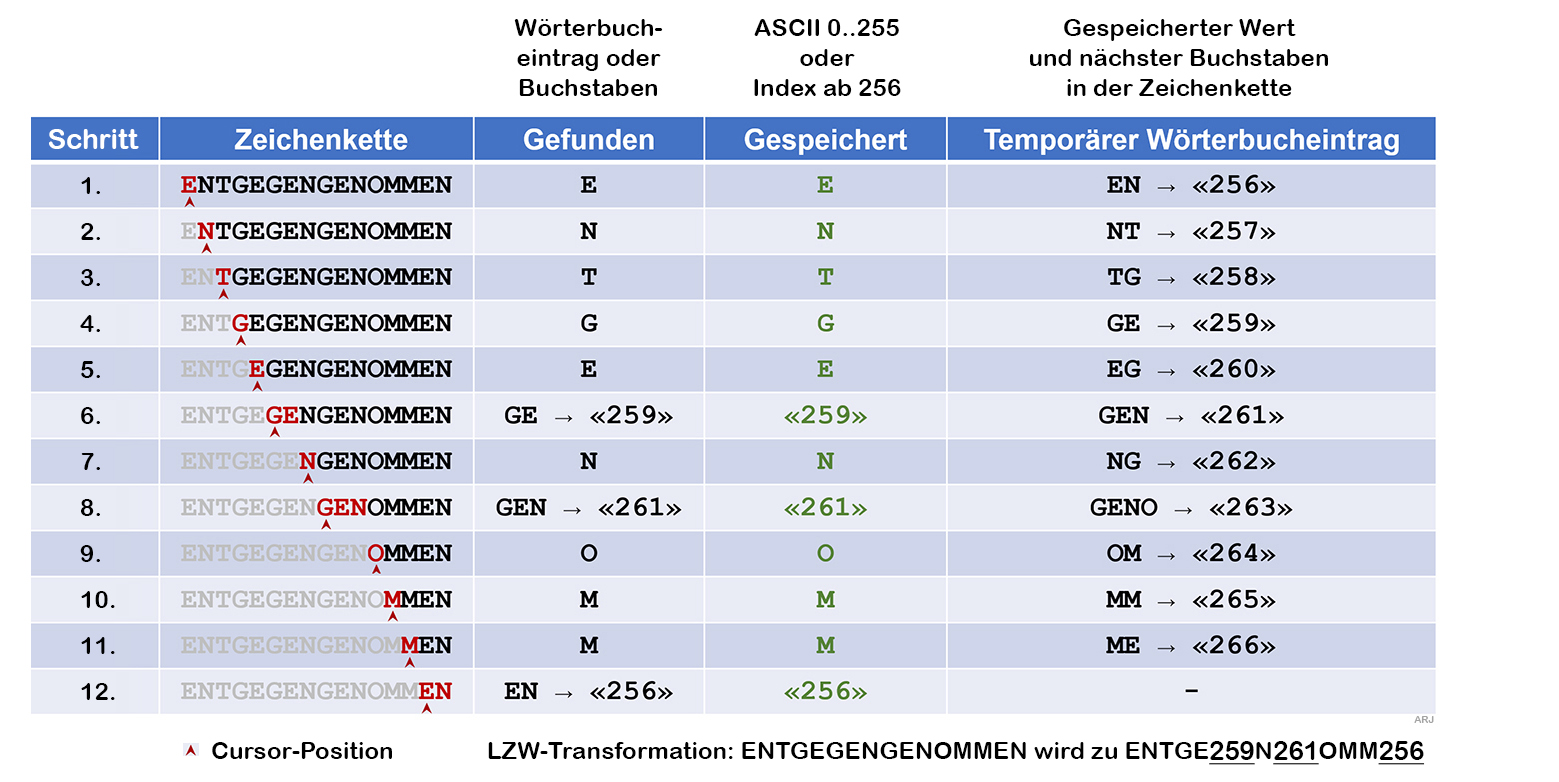 Wörterbuch-
eintrag oder
Buchstaben
ASCII 0..255
oder
Index ab 256
Gespeicherter Wert
und nächster Buchstaben
in der Zeichenkette
Schritt Zeichenkette Gefunden Gespeichert Temporärer Wörterbucheintrag
1. ENTGEGENGENOMMEN E E EN → «256»
2. ENTGEGENGENOMMEN N N NT → «257»
3. ENTGEGENGENOMMEN T T TG → «258»
4. ENTGEGENGENOMMEN G G GE → «259»
5. ENTGEGENGENOMMEN E E EG → «260»
6. ENTGEGENGENOMMEN GE → «259» «259» GEN → «261»
7. ENTGEGENGENOMMEN N N NG → «262»
8. ENTGEGENGENOMMEN GEN → «261» «261» GENO → «263»
9. ENTGEGENGENOMMEN O O OM → «264»
10. ENTGEGENGENOMMEN M M MM → «265»
11. ENTGEGENGENOMMEN M M ME → «266»
12. ENTGEGENGENOMMEN EN → «256» «256» –
ARJ
Cursor-Position LZW-Transformation: ENTGEGENGENOMMEN wird zu ENTGE259N261OMM256